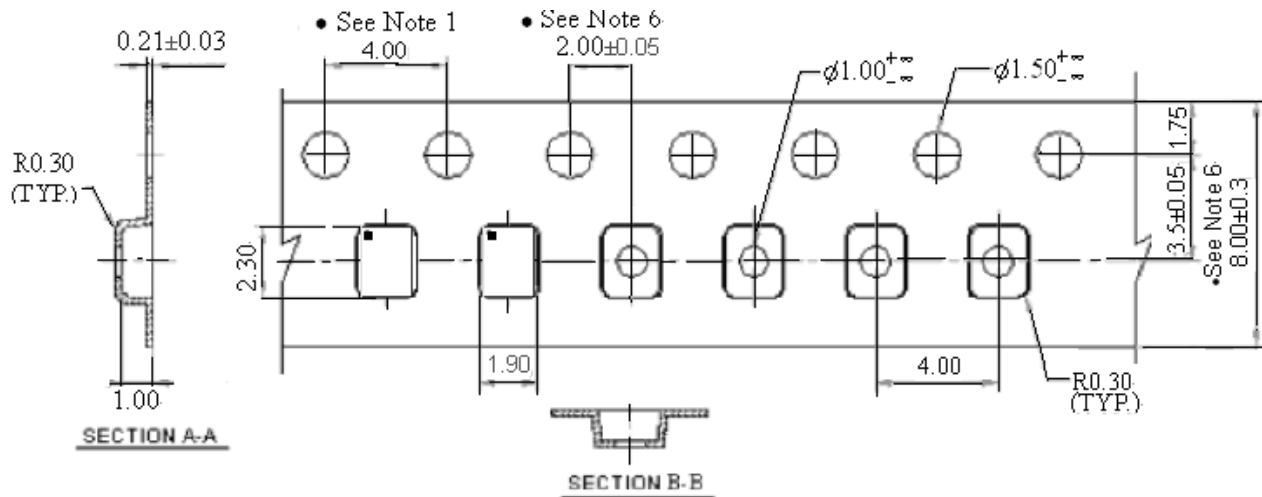 • See Note 1
• See Note 6
0.21±0.03
4.00
2.00±0.05
ø1.00
ø1.50
R0.30
(TYP.)
1.75
3.5±0.05
•See Note 6
8.00±0.3
2.30
1.90
4.00
R0.30
(TYP.)
1.00
SECTION A-A
SECTION B-B